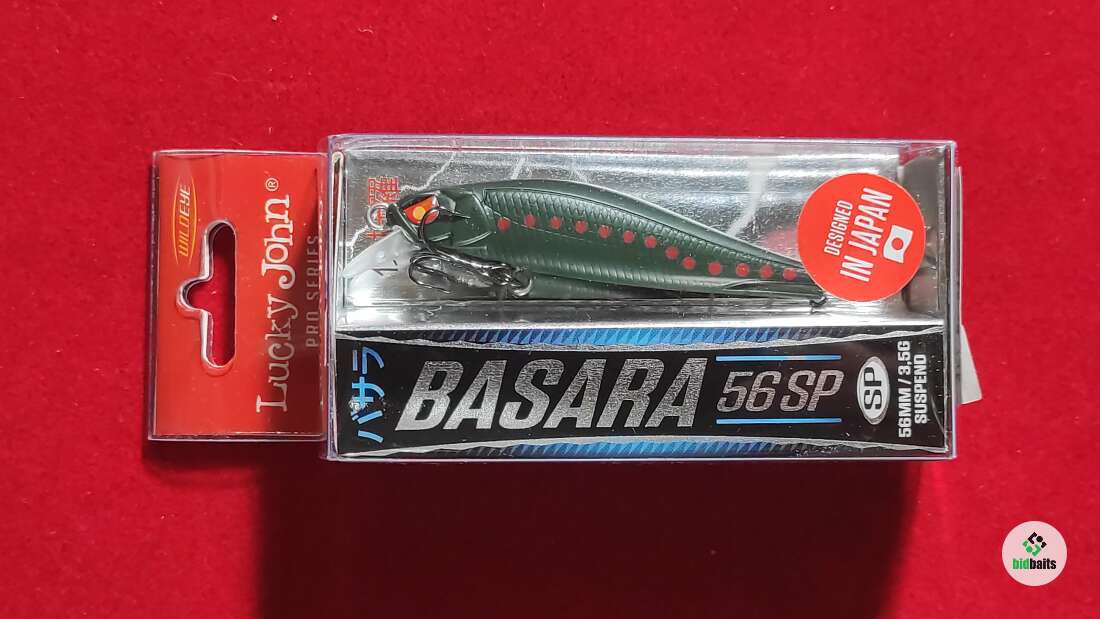 WILDEYE
Lucky John®
PRO SERIES
DESIGNED
IN JAPAN
バサラ
BASARA
56 SP
SP
56MM / 3.5G
SUSPEND
bidbaits